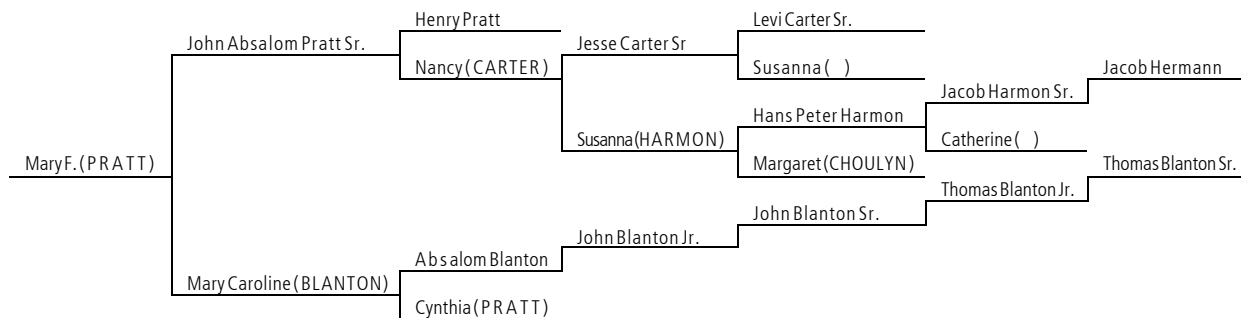 Henry Pratt
Levi Carter Sr.
John Absalom Pratt Sr.
Jesse Carter Sr
Nancy (CARTER)
Susanna ( )
Jacob Hermann
Jacob Harmon Sr.
Hans Peter Harmon
Susanna (HARMON)
Catherine ( )
Mary F. (PRATT)
Margaret (CHOULYN)
Thomas Blanton Sr.
Thomas Blanton Jr.
John Blanton Sr.
John Blanton Jr.
Absalom Blanton
Mary Caroline (BLANTON)
Cynthia (PRATT)